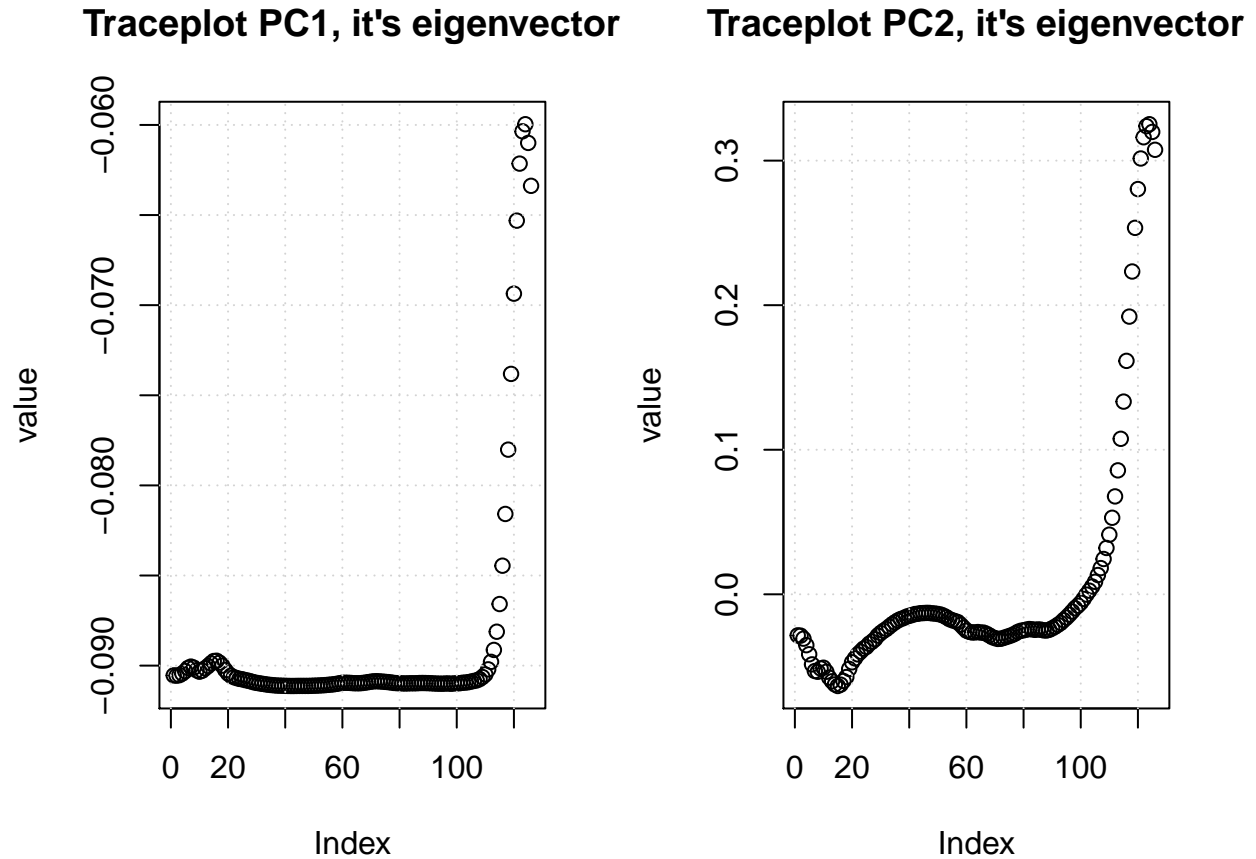 Traceplot PC1, it's eigenvector
value
−0.060
−0.070
−0.080
−0.090
0 20 60 100
Index
Traceplot PC2, it's eigenvector
value
0.3
0.2
0.1
0.0
0 20 60 100
Index